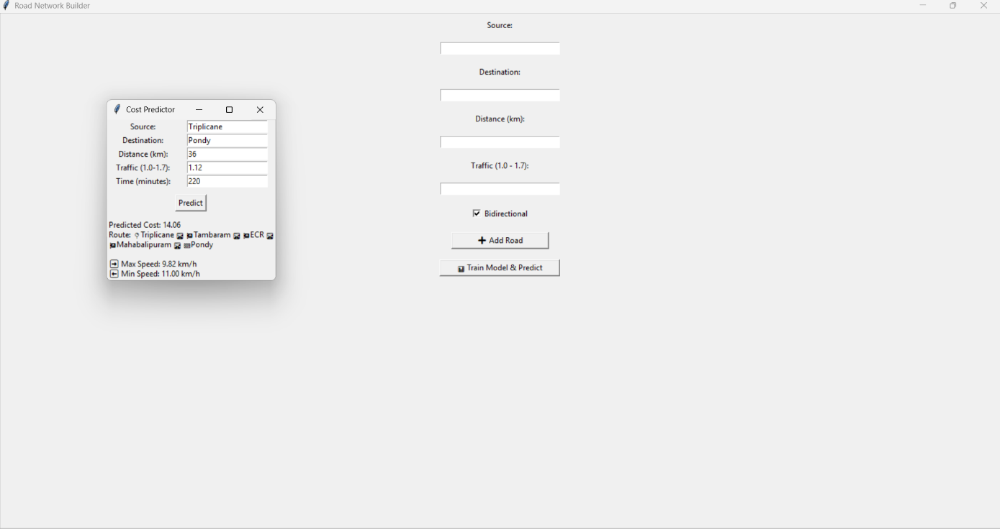 Road Network Builder
Source:
Destination:
Distance (km):
Traffic (1.0 - 1.7):
Bidirectional
Add Road
Train Model & Predict
Cost Predictor
Source: Triplicane
Destination: Pondy
Distance (km): 36
Traffic (1.0-1.7): 1.12
Time (minutes): 220
Predict
Predicted Cost: 14.06
Route: Triplicane Tambaram ECR
Mahabalipuram Pondy
Max Speed: 9.82 km/h
Min Speed: 11.00 km/h